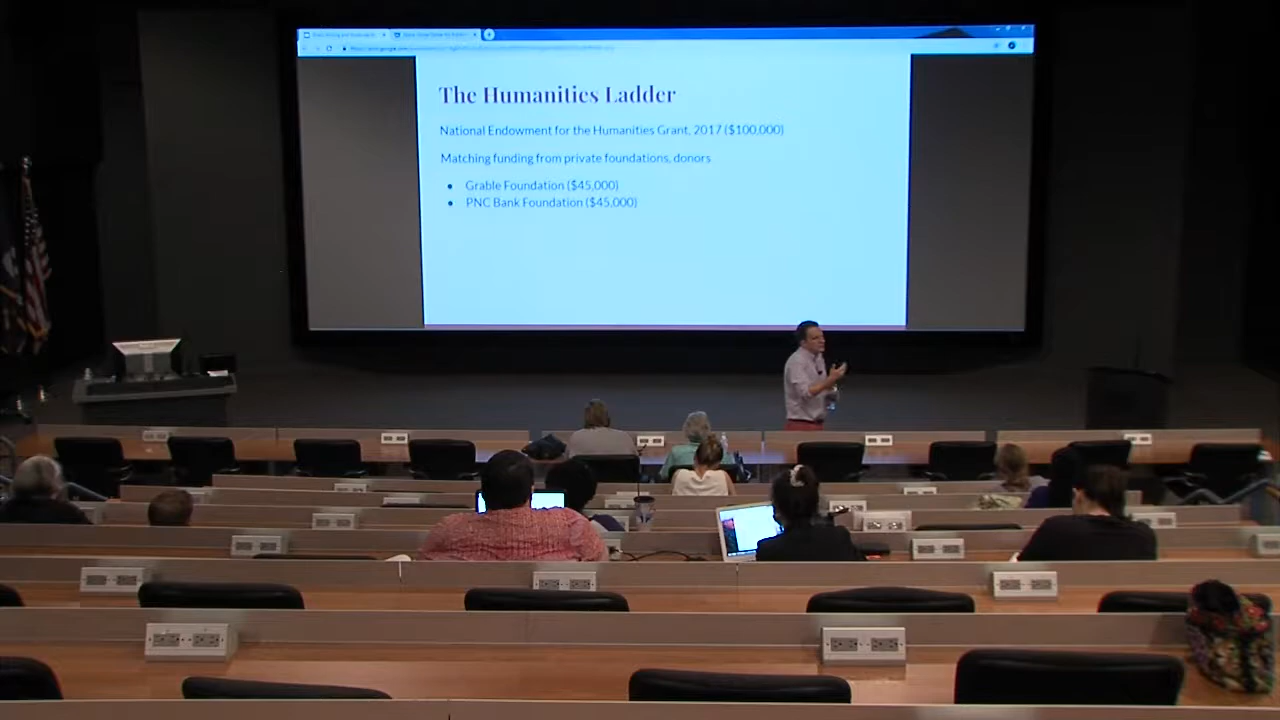 The Humanities Ladder
National Endowment for the Humanities Grant, 2017 ($100,000)
Matching funding from private foundations, donors
● Grable Foundation ($45,000)
● PNC Bank Foundation ($45,000)